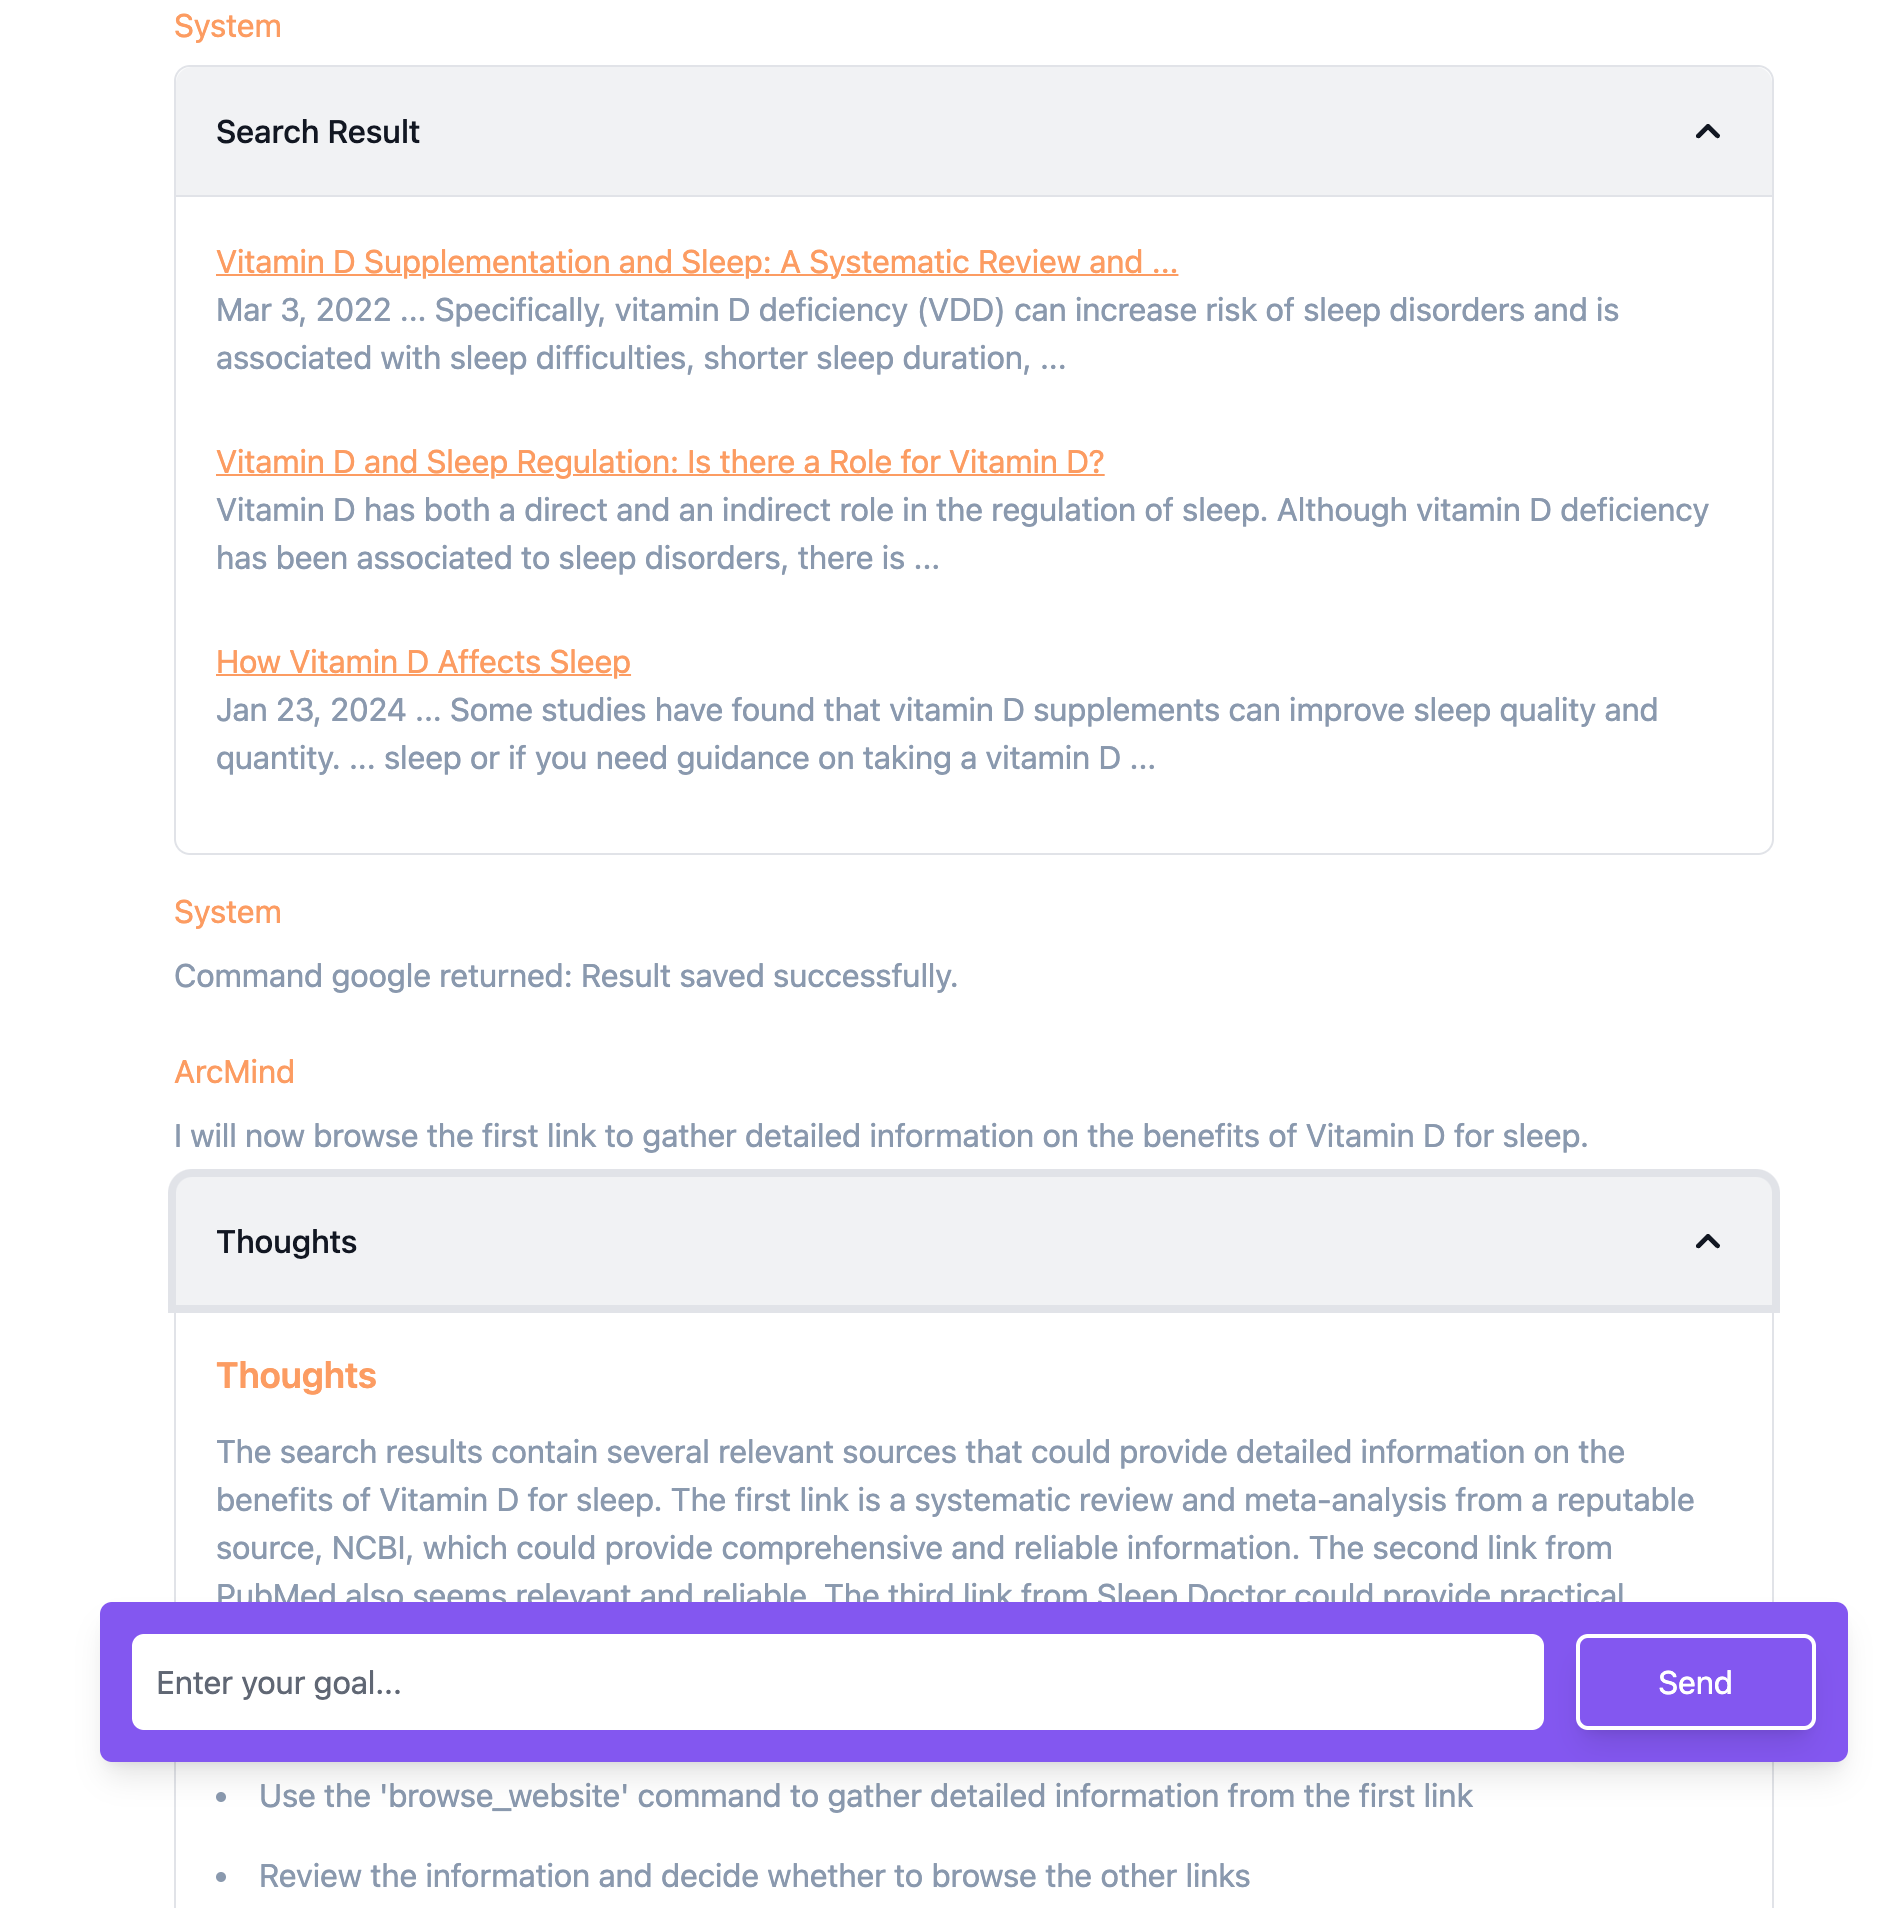 System
Search Result
Vitamin D Supplementation and Sleep: A Systematic Review and ...
Mar 3, 2022 ... Specifically, vitamin D deficiency (VDD) can increase risk of sleep disorders and is
associated with sleep difficulties, shorter sleep duration, ...
Vitamin D and Sleep Regulation: Is there a Role for Vitamin D?
Vitamin D has both a direct and an indirect role in the regulation of sleep. Although vitamin D deficiency
has been associated to sleep disorders, there is ...
How Vitamin D Affects Sleep
Jan 23, 2024 ... Some studies have found that vitamin D supplements can improve sleep quality and
quantity. ... sleep or if you need guidance on taking a vitamin D ...
System
Command google returned: Result saved successfully.
ArcMind
I will now browse the first link to gather detailed information on the benefits of Vitamin D for sleep.
Thoughts
Thoughts
The search results contain several relevant sources that could provide detailed information on the
benefits of Vitamin D for sleep. The first link is a systematic review and meta-analysis from a reputable
source, NCBI, which could provide comprehensive and reliable information. The second link from
PubMed also seems relevant and reliable. The third link from Sleep Doctor could provide practical
Enter your goal...
Send
• Use the 'browse_website' command to gather detailed information from the first link
• Review the information and decide whether to browse the other links